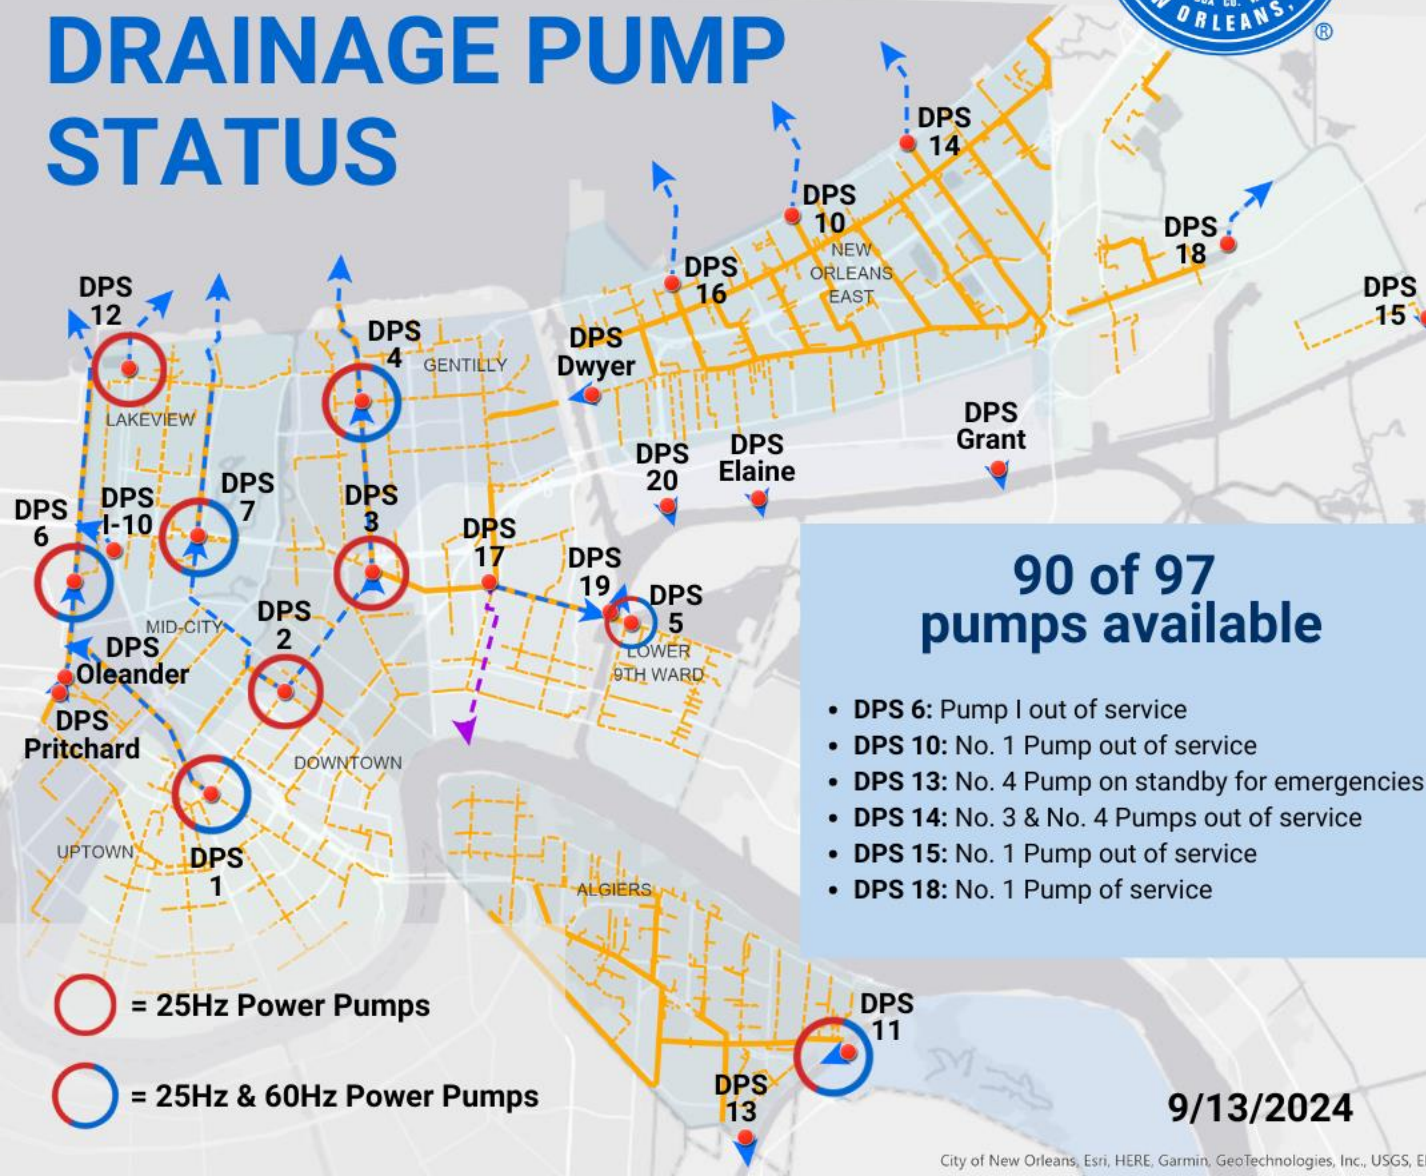 DRAINAGE PUMP
STATUS
ORLEANS,
®
DPS
14
DPS
10
NEW
ORLEANS
EAST
DPS
18
DPS
16
DPS
15
DPS
12
DPS
4
GENTILLY
DPS
Dwyer
LAKEVIEW
DPS
Grant
DPS
20
DPS
Elaine
DPS
6
DPS
I-10
DPS
7
DPS
3
DPS
17
DPS
19
DPS
5
LOWER
9TH WARD
MID-CITY
DPS
2
DPS
Oleander
DPS
Pritchard
DOWNTOWN
UPTOWN
DPS
1
ALGIERS
90 of 97
pumps available
• DPS 6: Pump I out of service
• DPS 10: No. 1 Pump out of service
• DPS 13: No. 4 Pump on standby for emergencies
• DPS 14: No. 3 & No. 4 Pumps out of service
• DPS 15: No. 1 Pump out of service
• DPS 18: No. 1 Pump of service
= 25Hz Power Pumps
= 25Hz & 60Hz Power Pumps
DPS
11
DPS
13
9/13/2024
City of New Orleans, Esri, HERE, Garmin, GeoTechnologies, Inc., USGS,